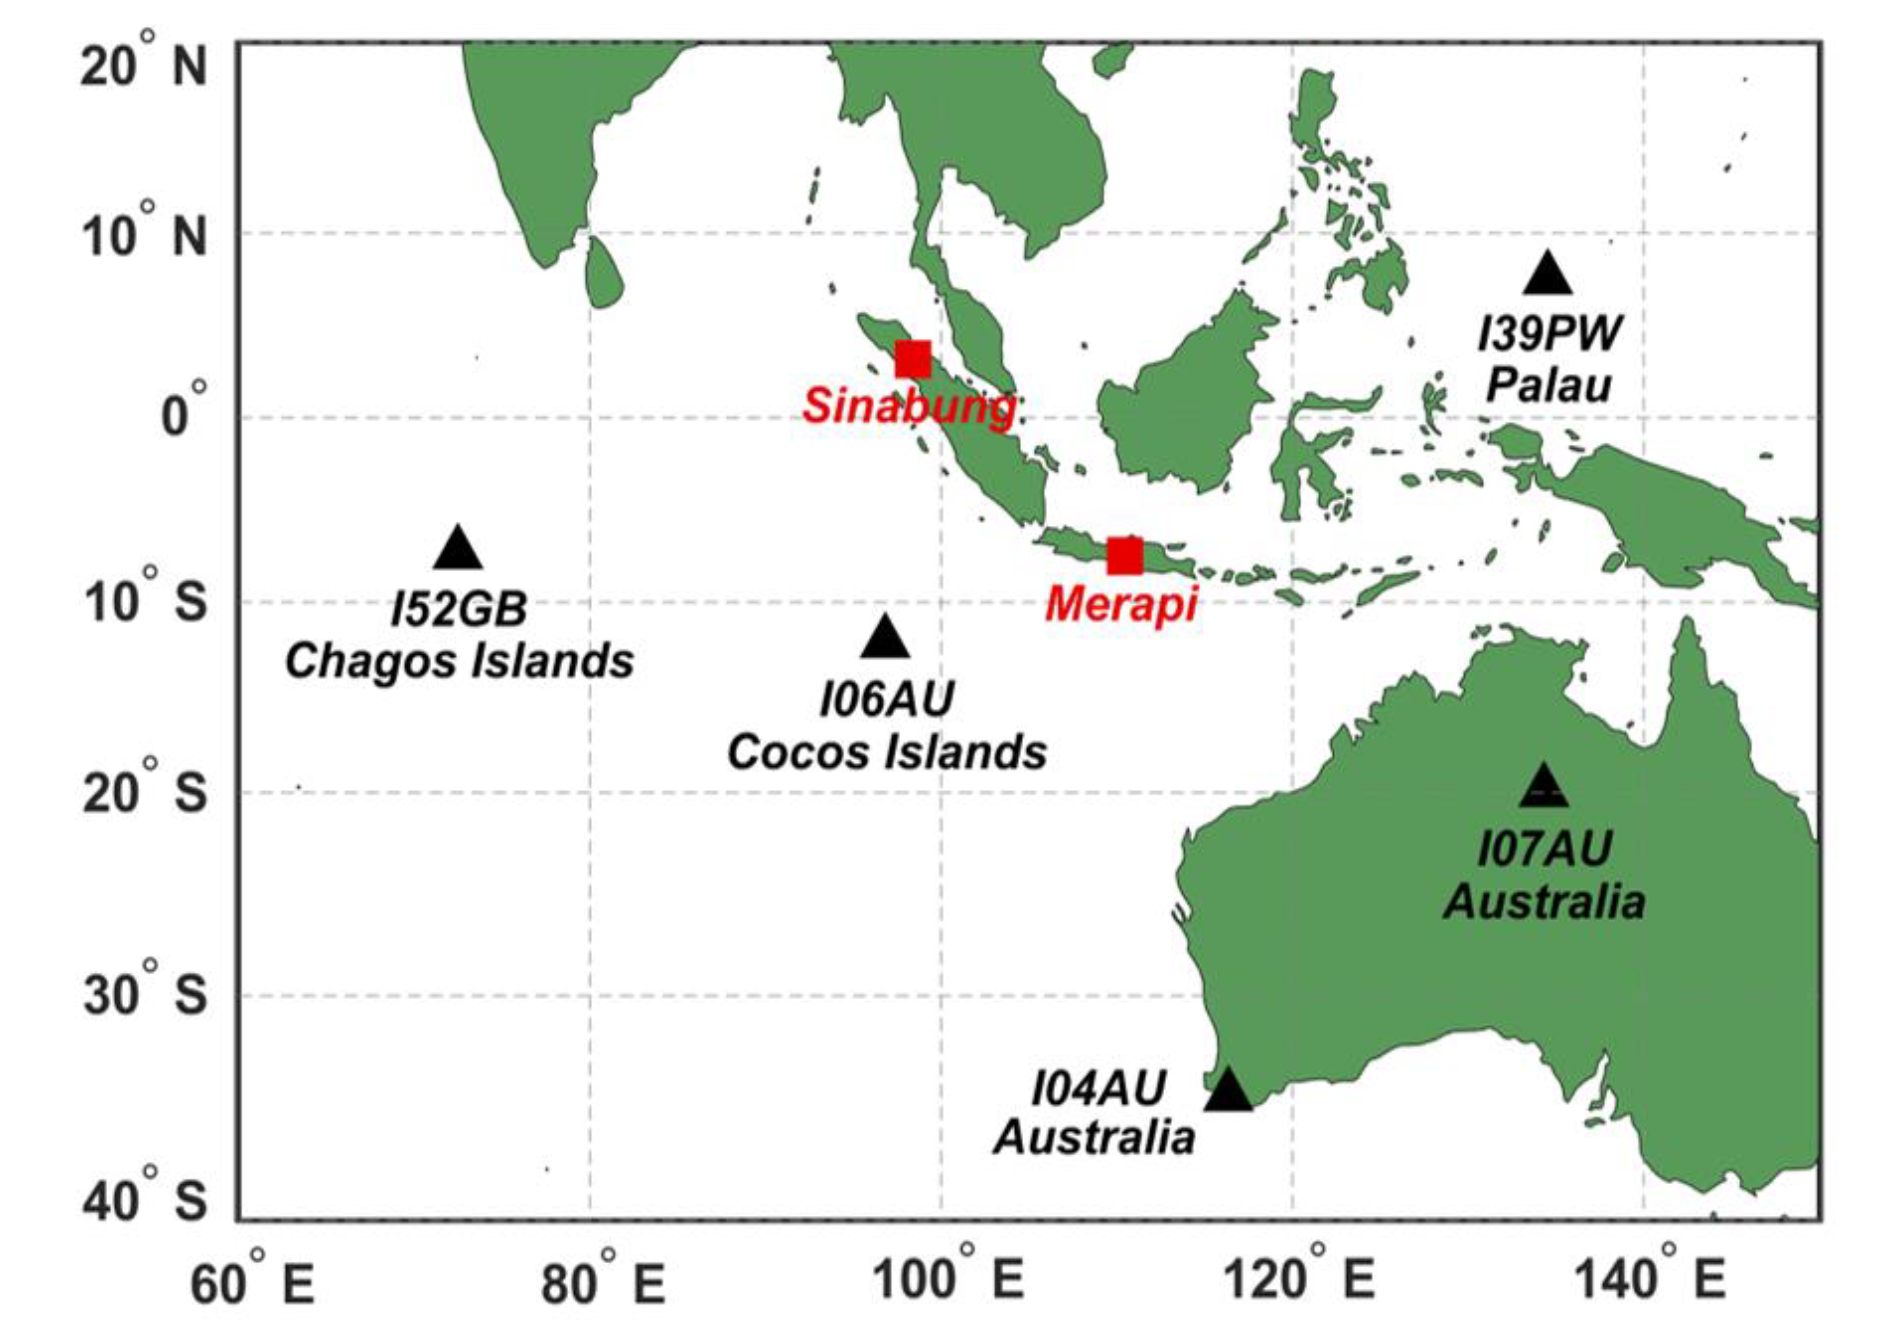 20° N
10° N
0°
10° S
20° S
30° S
40° S
60° E
80° E
100° E
120° E
140° E
I39PW
Palau
Sinabung
Merapi
I52GB
Chagos Islands
I06AU
Cocos Islands
I07AU
Australia
I04AU
Australia